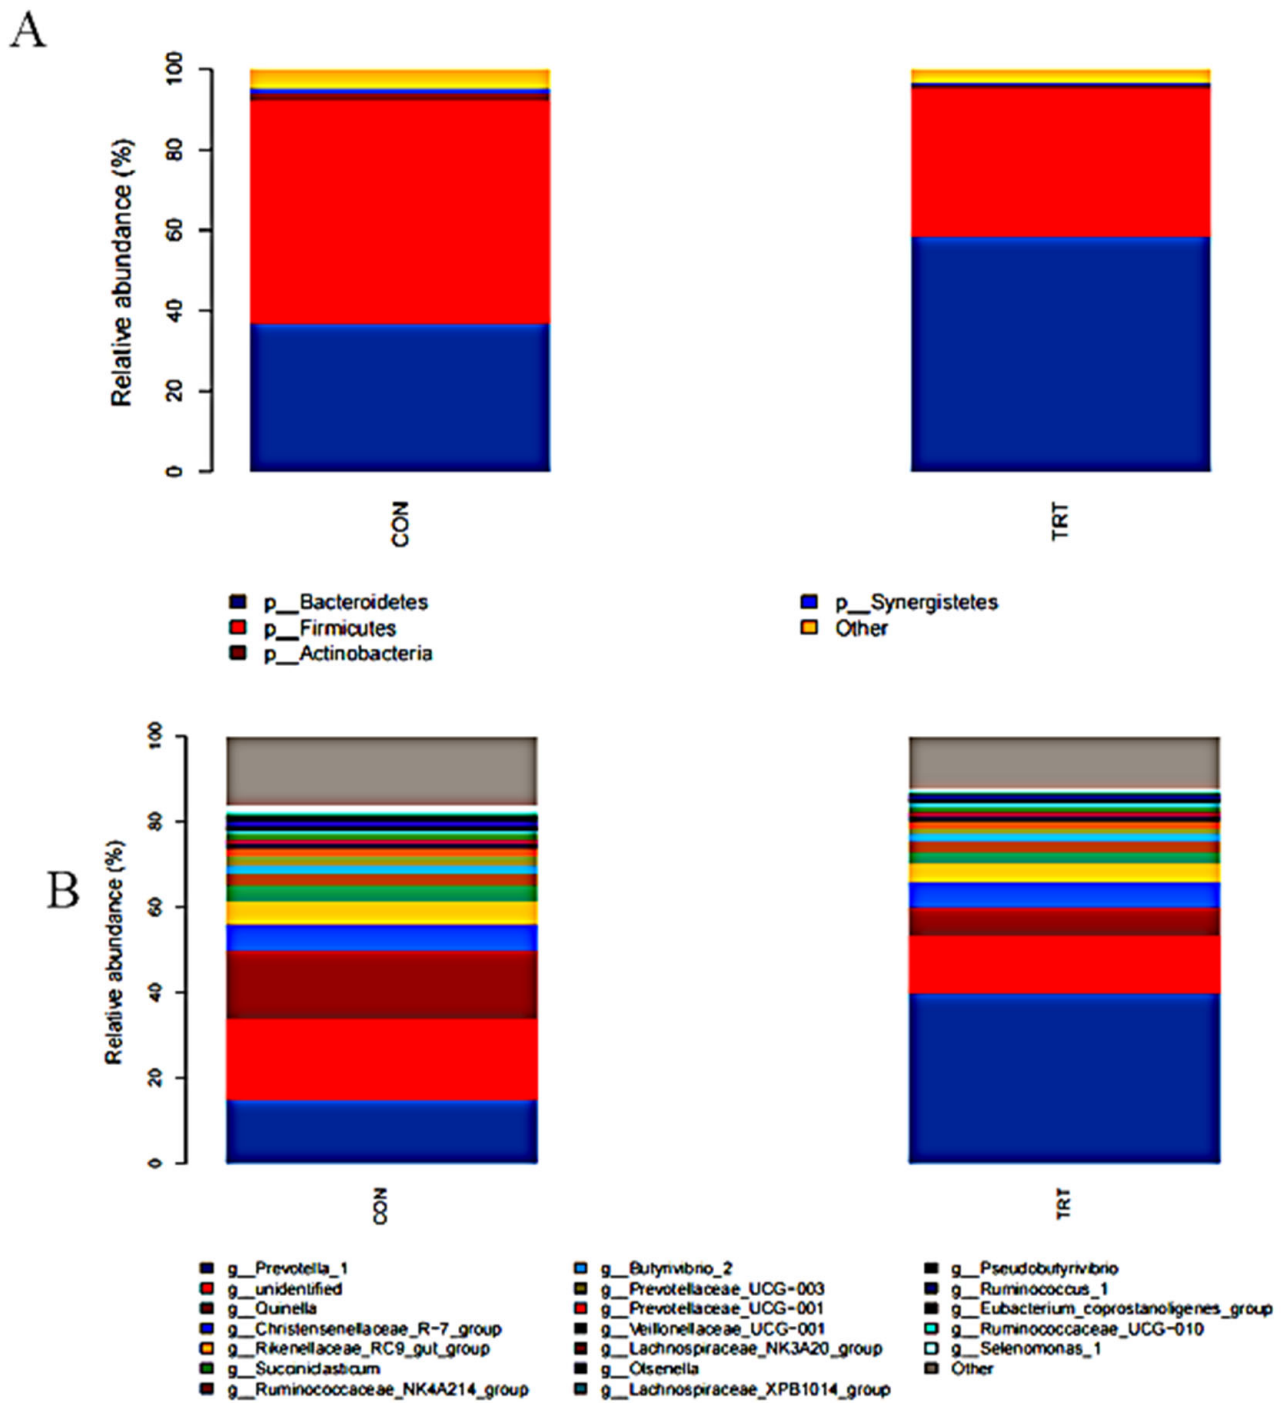 A
Relative abundance (%)
100
80
60
40
20
0
CON
TRT
p__Bacteroidetes
p__Firmicutes
p__Actinobacteria
p__Synergistetes
Other
B
Relative abundance (%)
100
80
60
40
20
0
CON
TRT
g__Prevotella_1
g__unidentified
g__Quinella
g__Christensenellaceae_R-7_group
g__Rikenellaceae_RC9_gut_group
g__Succiniclasticum
g__Ruminococcaceae_NK4A214_group
g__Butyrivibrio_2
g__Prevotellaceae_UCG-003
g__Prevotellaceae_UCG-001
g__Veillonellaceae_UCG-001
g__Lachnospiraceae_NK3A20_group
g__Olsenella
g__Lachnospiraceae_XPB1014_group
g__Pseudobutyrivibrio
g__Ruminococcus_1
g__Eubacterium_coprostanoligenes_group
g__Ruminococcaceae_UCG-010
g__Selenomonas_1
Other